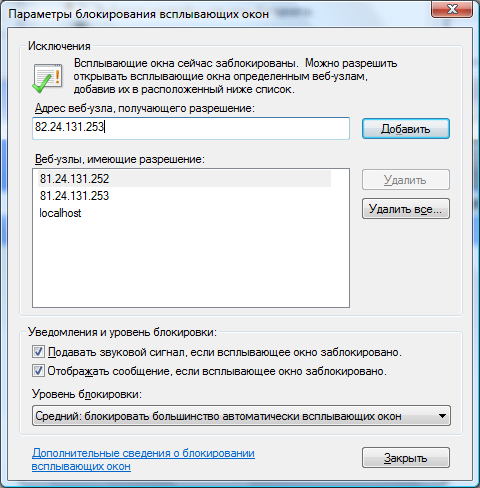 Параметры блокирования всплывающих окон
Исключения
Всплывающие окна сейчас заблокированы. Можно разрешить
открывать всплывающие окна определенным веб-узлам,
добавив их в расположенный ниже список.
Адрес веб-узла, получающего разрешение:
82.24.131.253
Добавить
Веб-узлы, имеющие разрешение:
81.24.131.252
Удалить
81.24.131.253
localhost
Удалить все...
Уведомления и уровень блокировки:
Подавать звуковой сигнал, если всплывающее окно заблокировано.
Отображать сообщение, если всплывающее окно заблокировано.
Уровень блокировки:
Средний: блокировать большинство автоматически всплывающих окон
Дополнительные сведения о блокировании
всплывающих окон
Закрыть